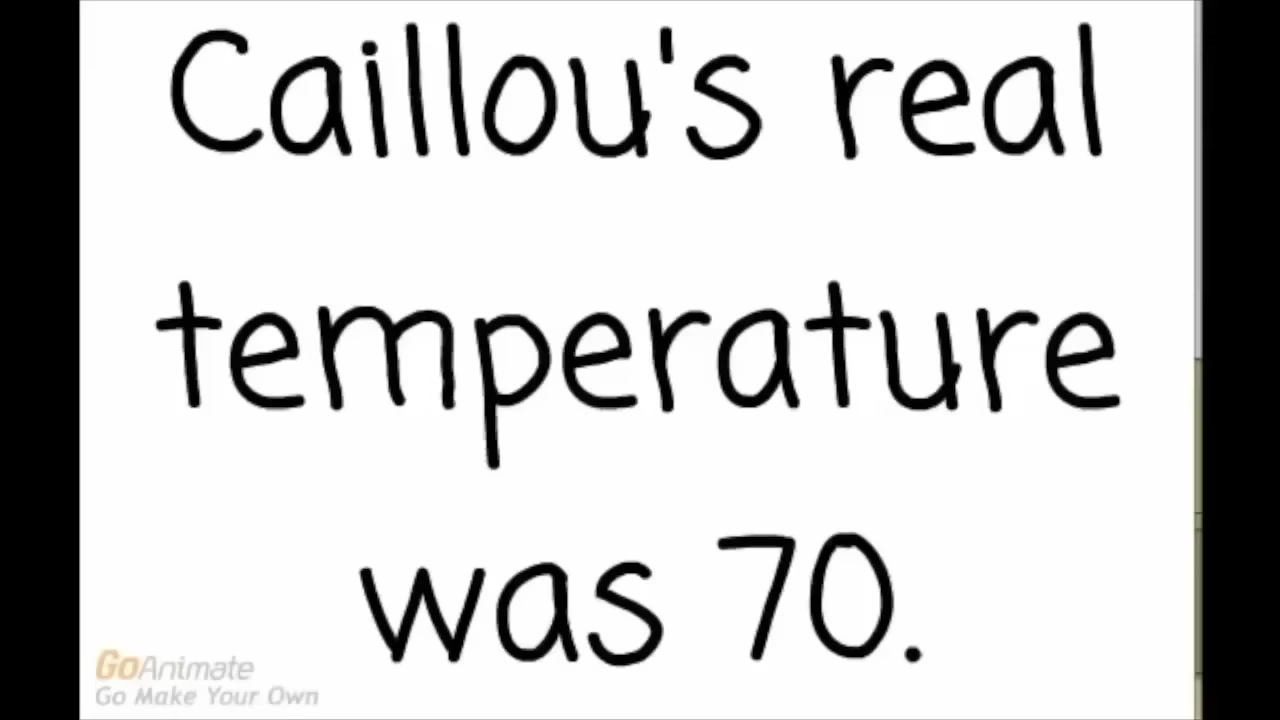 Caillou's real
temperature
was 70.
GoAnimate
Go Make Your Own